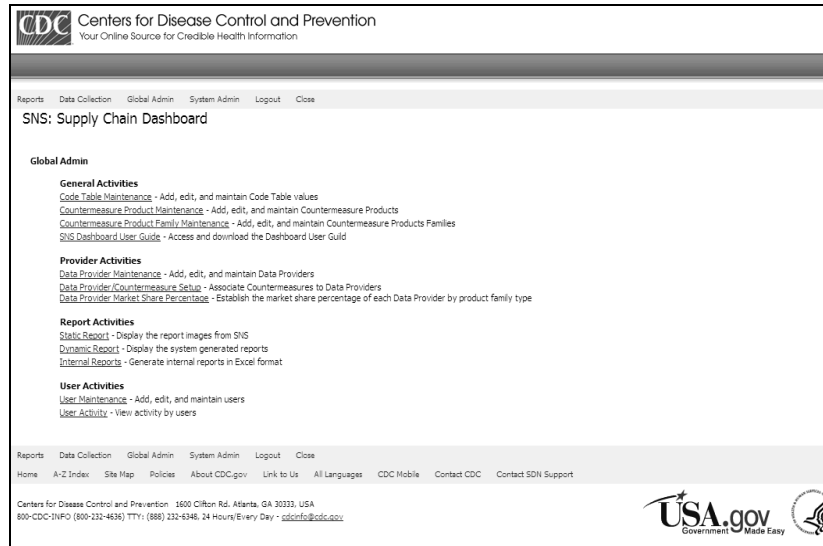 CDC
Centers for Disease Control and Prevention
Your Online Source for Credible Health Information
Reports Data Collection Global Admin System Admin Logout Close
SNS: Supply Chain Dashboard
Global Admin
General Activities
Code Table Maintenance - Add, edit, and maintain Code Table values
Countermeasure Product Maintenance - Add, edit, and maintain Countermeasure Products
Countermeasure Product Family Maintenance - Add, edit, and maintain Countermeasure Products Families
SNS Dashboard User Guide - Access and download the Dashboard User Guild
Provider Activities
Data Provider Maintenance - Add, edit, and maintain Data Providers
Data Provider/Countermeasure Setup - Associate Countermeasures to Data Providers
Data Provider Market Share Percentage - Establish the market share percentage of each Data Provider by product family type
Report Activities
Static Report - Display the report images from SNS
Dynamic Report - Display the system generated reports
Internal Reports - Generate internal reports in Excel format
User Activities
User Maintenance - Add, edit, and maintain users
User Activity - View activity by users
Reports Data Collection Global Admin System Admin Logout Close
Home A-Z Index Site Map Policies About CDC.gov Link to Us All Languages CDC Mobile Contact CDC Contact SDN Support
Centers for Disease Control and Prevention 1600 Clifton Rd. Atlanta, GA 30333, USA
800-CDC-INFO (800-232-4636) TTY: (888) 232-6348, 24 Hours/Every Day - cdcinfo@cdc.gov
USA.gov
Government Made Easy